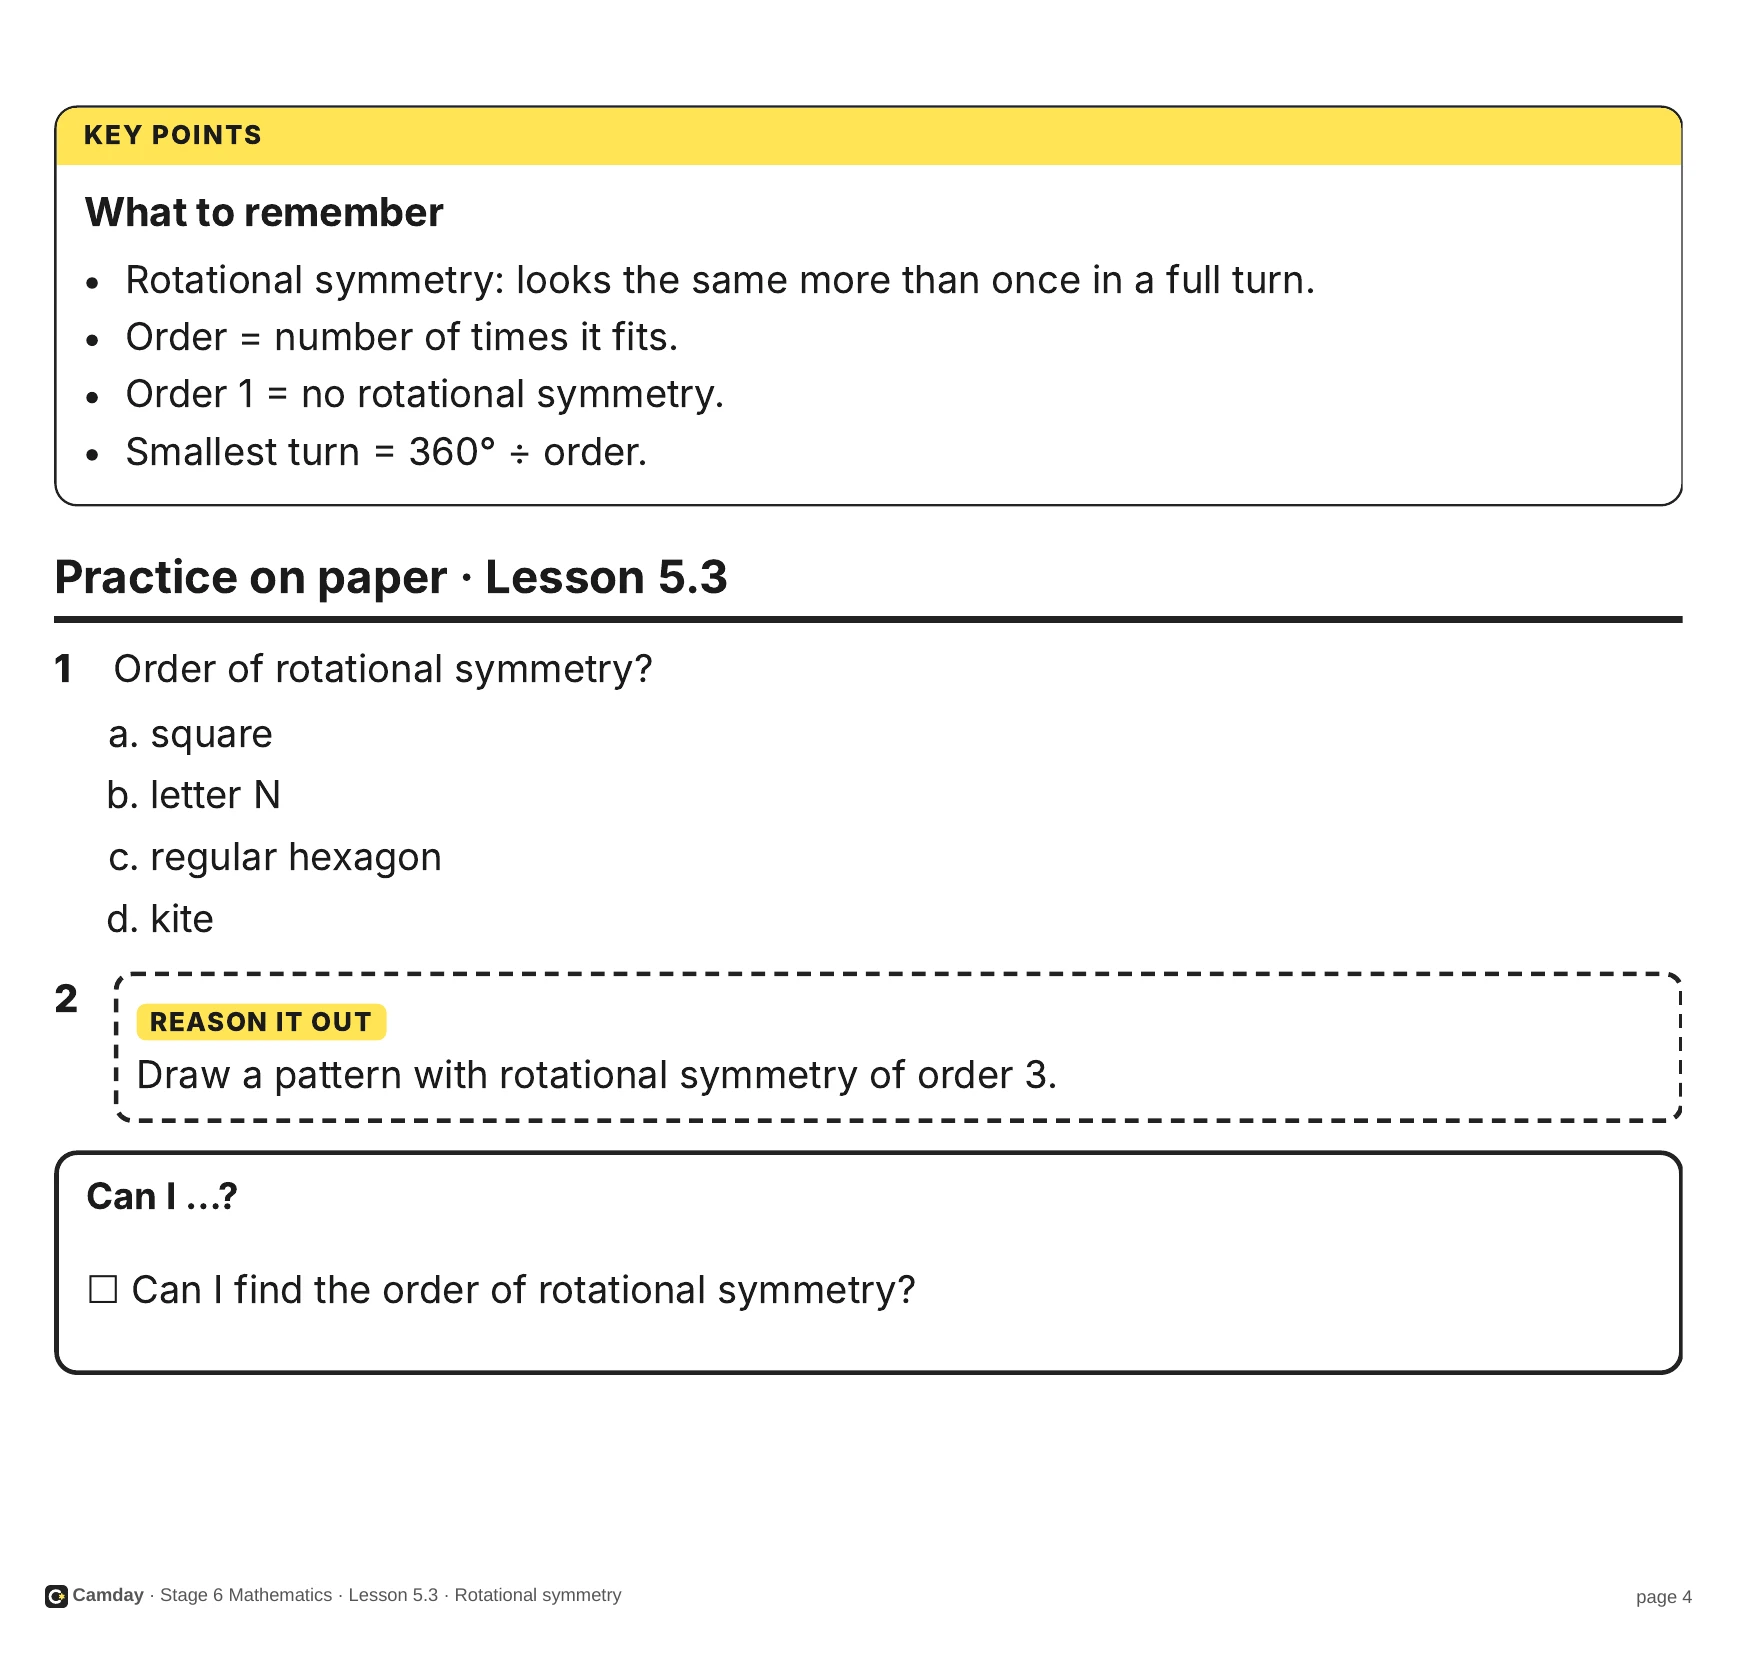 KEY POINTS
What to remember
• Rotational symmetry: looks the same more than once in a full turn.
• Order = number of times it fits.
• Order 1 = no rotational symmetry.
• Smallest turn = 360° ÷ order.
Practice on paper · Lesson 5.3
1 Order of rotational symmetry?
a. square
b. letter N
c. regular hexagon
d. kite
2
REASON IT OUT
Draw a pattern with rotational symmetry of order 3.
Can I …?
☐ Can I find the order of rotational symmetry?
Camday · Stage 6 Mathematics · Lesson 5.3 · Rotational symmetry
page 4